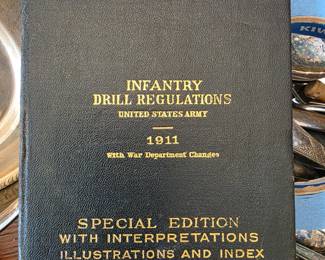 INFANTRY
DRILL REGULATIONS
UNITED STATES ARMY
1911
With War Department Changes
SPECIAL EDITION
WITH INTERPRETATIONS
ILLUSTRATIONS AND INDEX